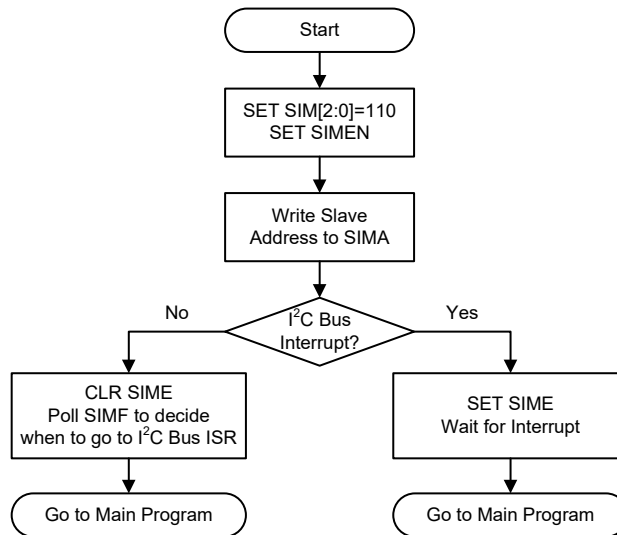 Start
SET SIM[2:0]=110
SET SIMEN
Write Slave
Address to SIMA
I²C Bus
Interrupt?
No
Yes
CLR SIME
Poll SIMF to decide
when to go to I²C Bus ISR
SET SIME
Wait for Interrupt
Go to Main Program
Go to Main Program